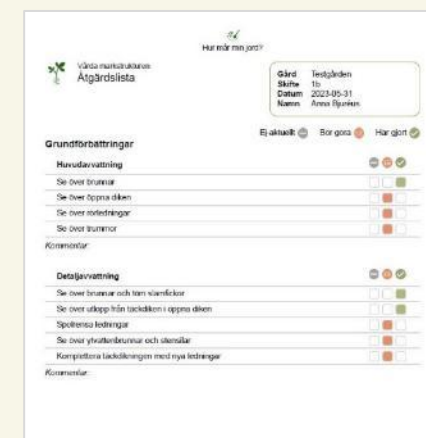 Hur mår min jord?
Vårda markstrukturen
Åtgärdslista
Gård Testgården
Skifte 1b
Datum 2023-05-31
Namn Anna Bjuréus
Ej aktuellt Bör göra Har gjort
Grundförbättringar
Huvudavvattning
Se över brunnar
Se över öppna diken
Se över rörledningar
Se över trummor
Kommentar:
Detaljavvattning
Se över brunnar och töm slamfickor
Se över utlopp från täckdiken i öppna diken
Spolrensa ledningar
Se över ytvattenbrunnar och stensilar
Komplettera täckdikningen med nya ledningar
Kommentar: